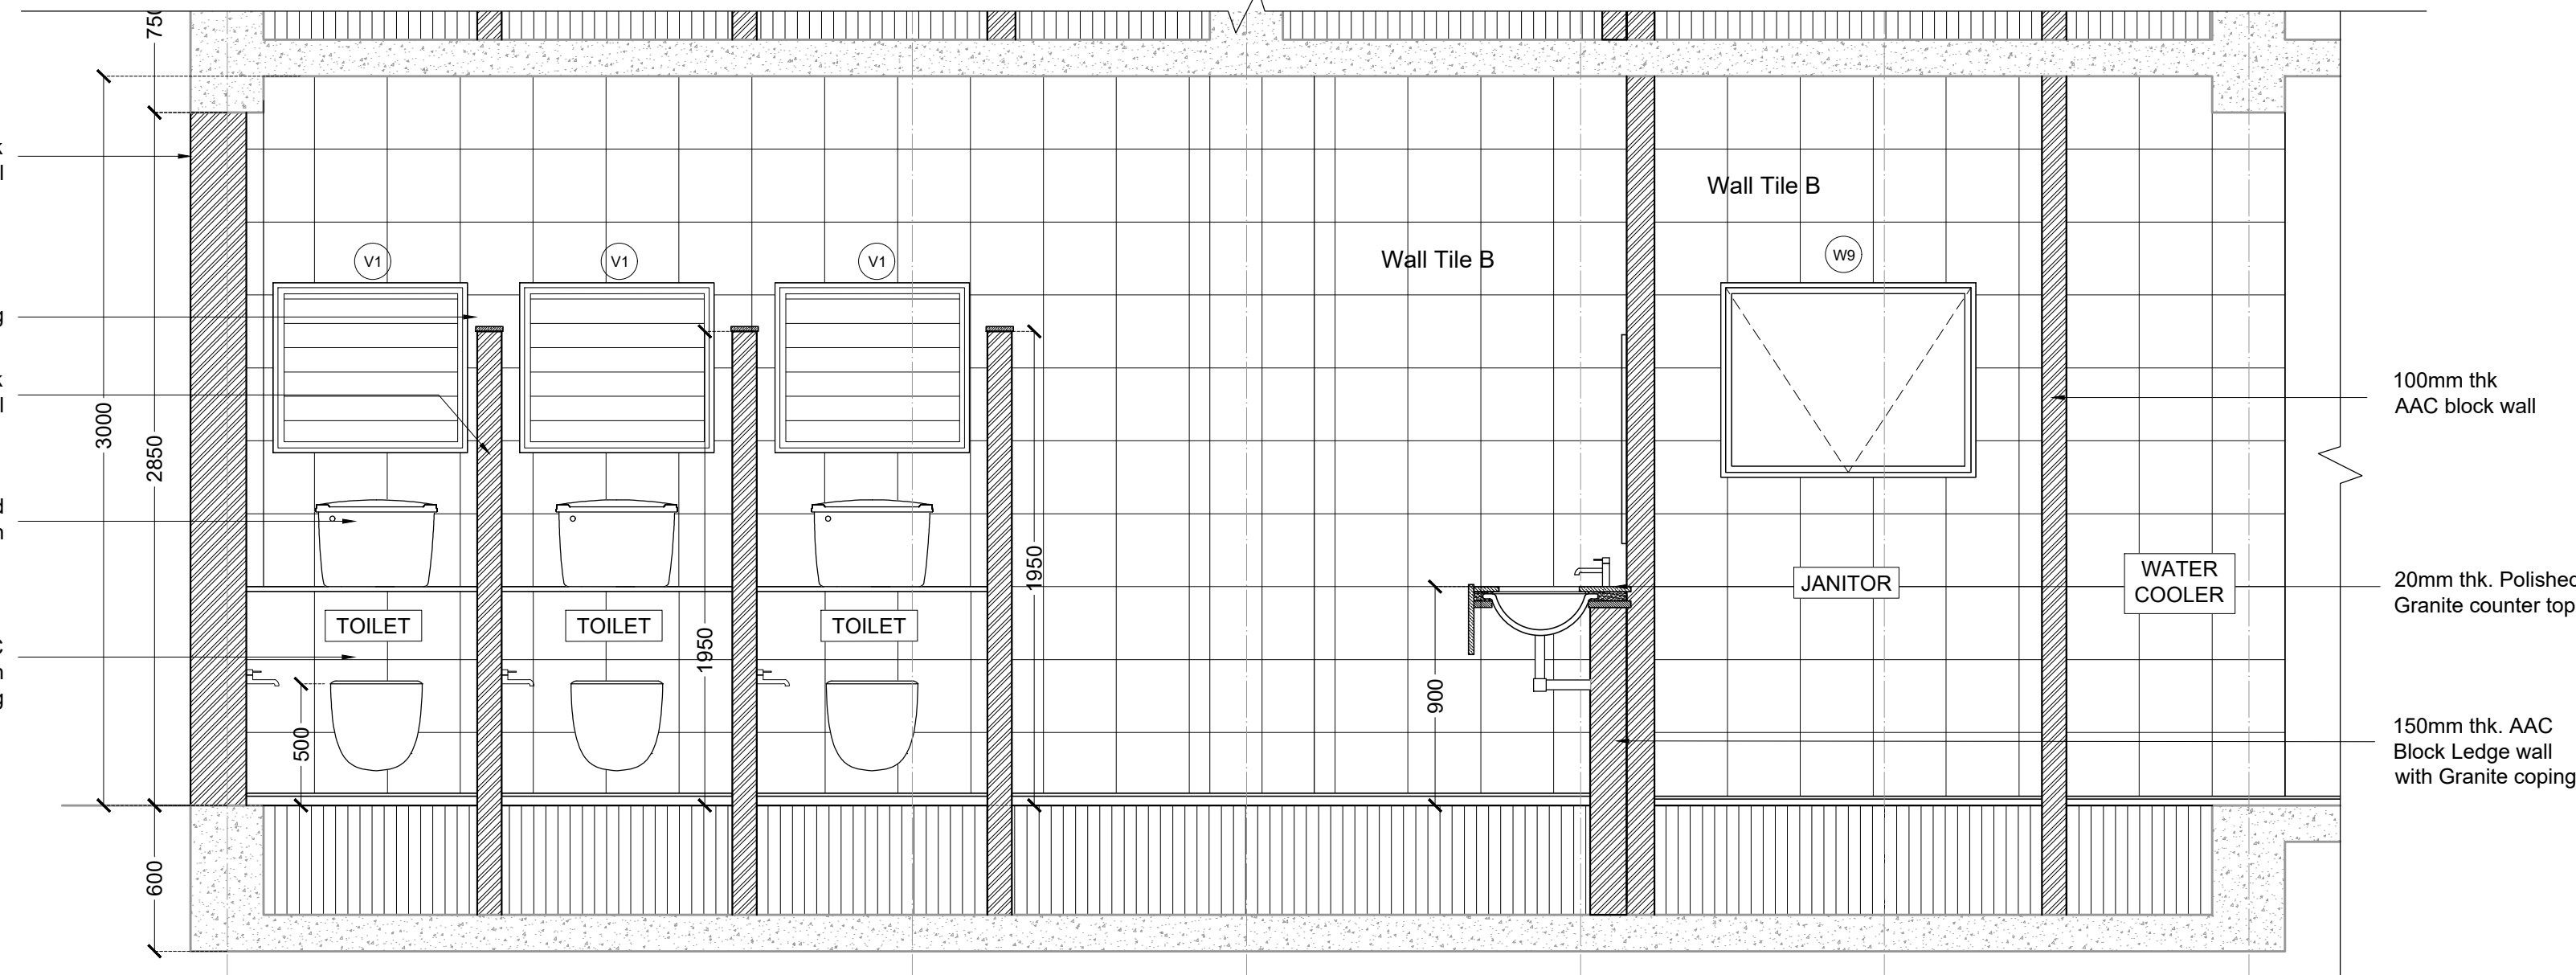 750
3000
2850
600
V1
V1
V1
Wall Tile B
Wall Tile B
W9
TOILET
TOILET
TOILET
500
1950
1950
900
JANITOR
WATER
COOLER
100mm thk
AAC block wall
20mm thk. Polished
Granite counter top
150mm thk. AAC
Block Ledge wall
with Granite coping